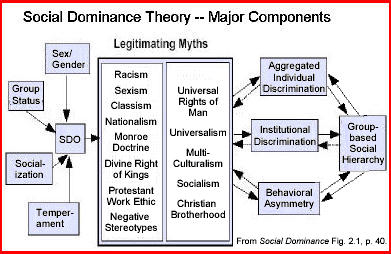 Social Dominance Theory -- Major Components
Legitimating Myths
Sex/
Gender
Group
Status
SDO
Social-
ization
Temper-
ament
Racism
Sexism
Classism
Nationalism
Monroe
Doctrine
Divine Right
of Kings
Protestant
Work Ethic
Negative
Stereotypes
Universal
Rights of
Man
Universalism
Multi-
Culturalism
Socialism
Christian
Brotherhood
Aggregated
Individual
Discrimination
Institutional
Discrimination
Behavioral
Asymmetry
Group-
based
Social
Hierarchy
From Social Dominance Fig. 2.1, p. 40.